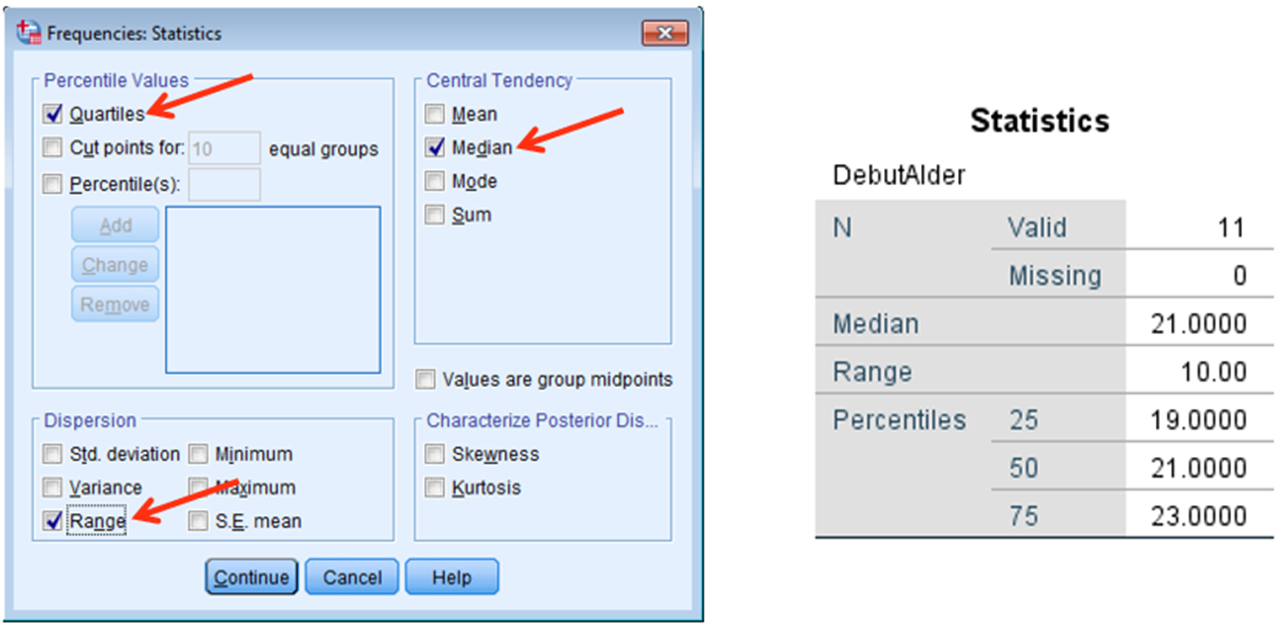 Frequencies: Statistics
Percentile Values
Quartiles
Cut points for: 10 equal groups
Percentile(s):
Add
Change
Remove
Central Tendency
Mean
Median
Mode
Sum
Values are group midpoints
Dispersion
Std. deviation Minimum
Variance Maximum
Range S.E. mean
Characterize Posterior Dis...
Skewness
Kurtosis
Continue Cancel Help
Statistics
DebutAlder
N Valid 11
Missing 0
Median 21.0000
Range 10.00
Percentiles 25 19.0000
50 21.0000
75 23.0000